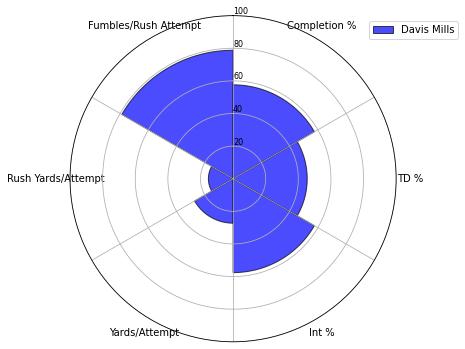 100
Fumbles/Rush Attempt
Completion %
Davis Mills
80
60
40
20
Rush Yards/Attempt
TD %
Yards/Attempt
Int %